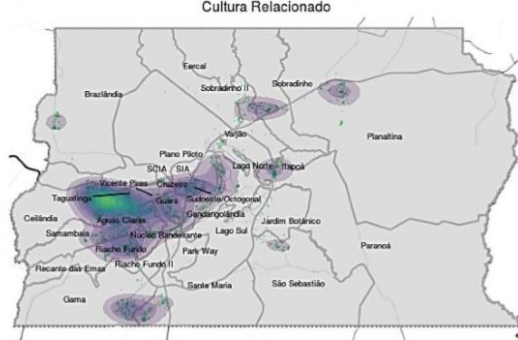 Cultura Relacionado
Fercal
Sobradinho II
Sobradinho
Brazlândia
Varjão
Planaltina
Plano Piloto
SCIA SIA
Lago Norte Itapoã
Vicente Pires Cruzeiro
Taguatinga
Guará
Sudoeste/Octogonal
Candangolândia
Ceilândia
Águas Claras
Jardim Botânico
Samambaia
Núcleo Bandeirante
Lago Sul
Riacho Fundo
Park Way
Paranoá
Recanto das Emas
Riacho Fundo II
Santa Maria
São Sebastião
Gama